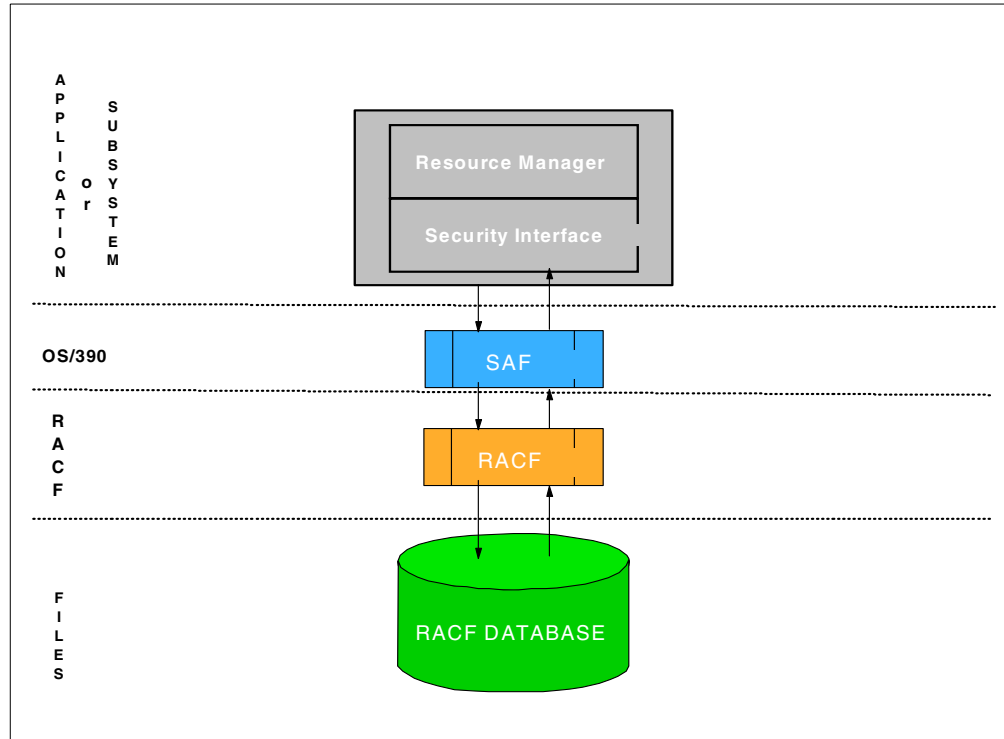 APPLICATION
or
SUBSYSTEM
Resource Manager
Security Interface
OS/390
SAF
RACF
RACF
FILES
RACF DATABASE